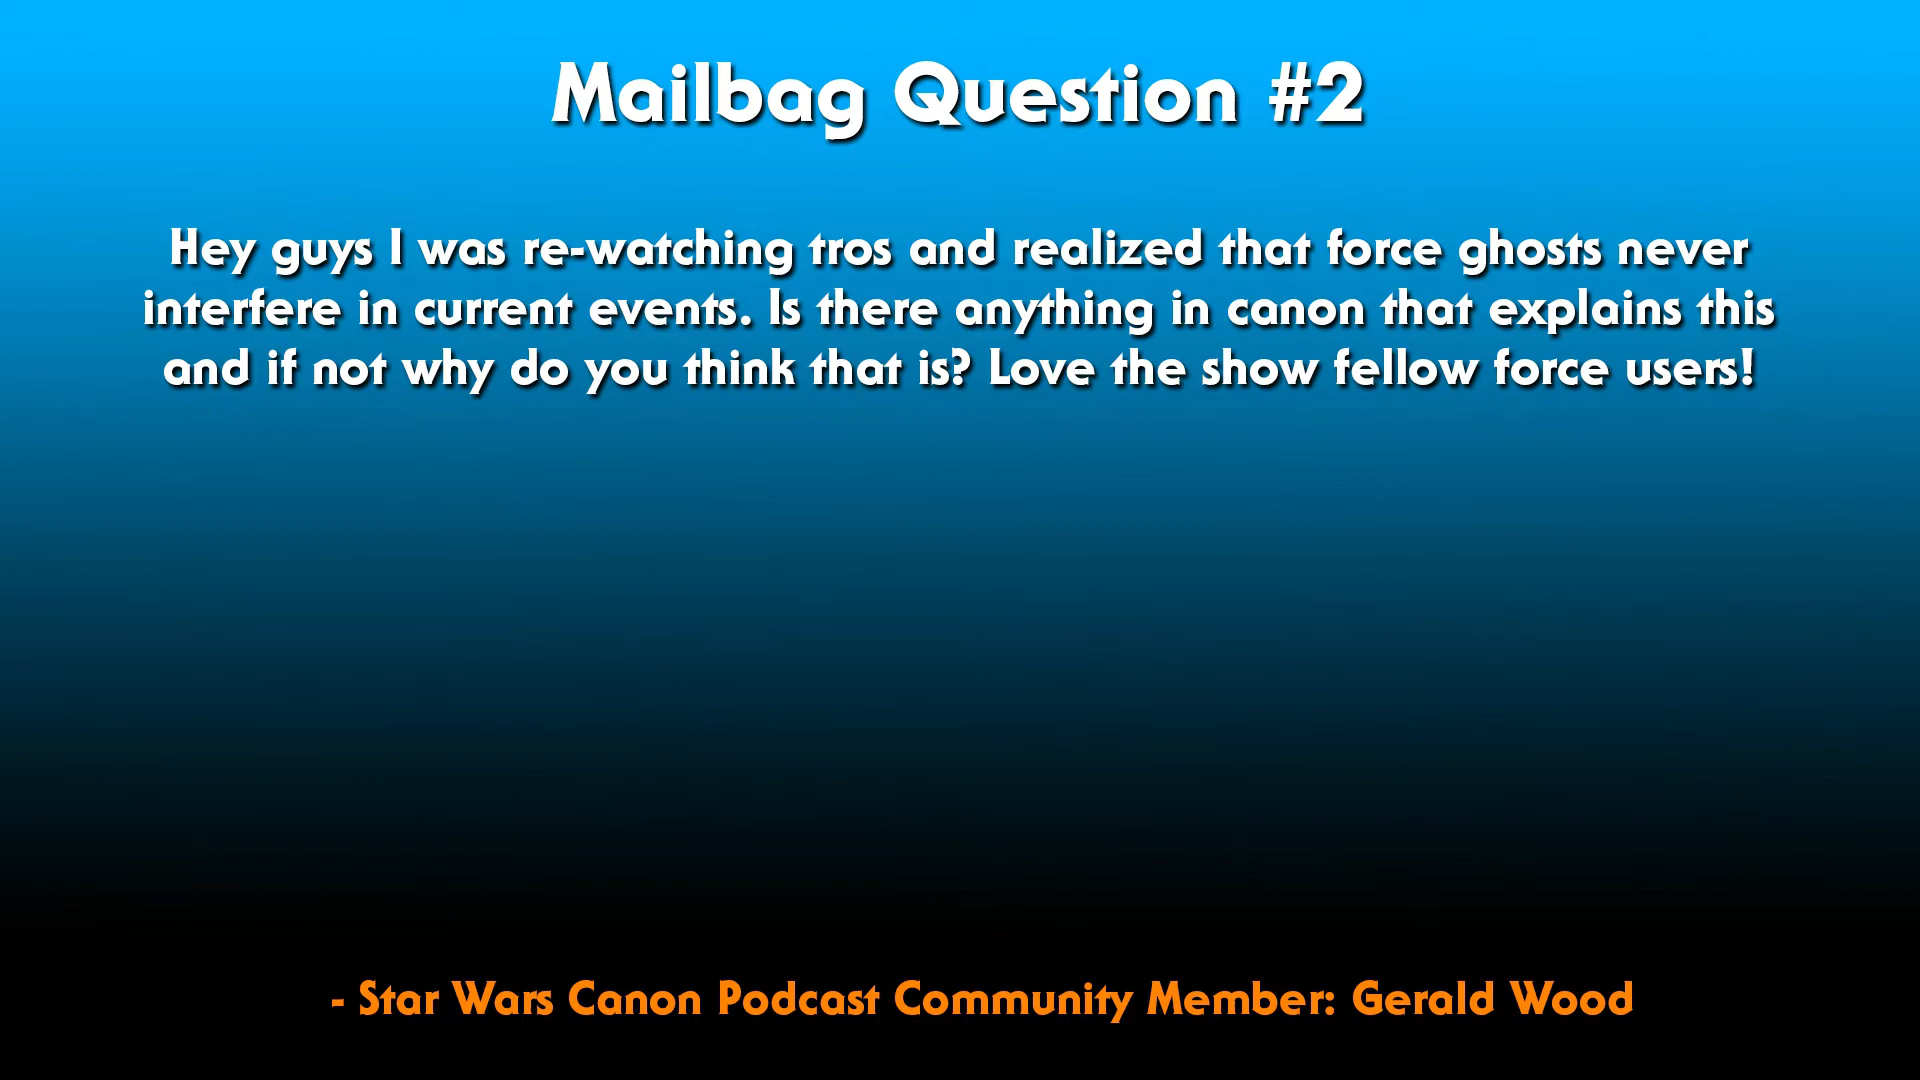 Mailbag Question #2
Hey guys I was re-watching tros and realized that force ghosts never
interfere in current events. Is there anything in canon that explains this
and if not why do you think that is? Love the show fellow force users!
- Star Wars Canon Podcast Community Member: Gerald Wood